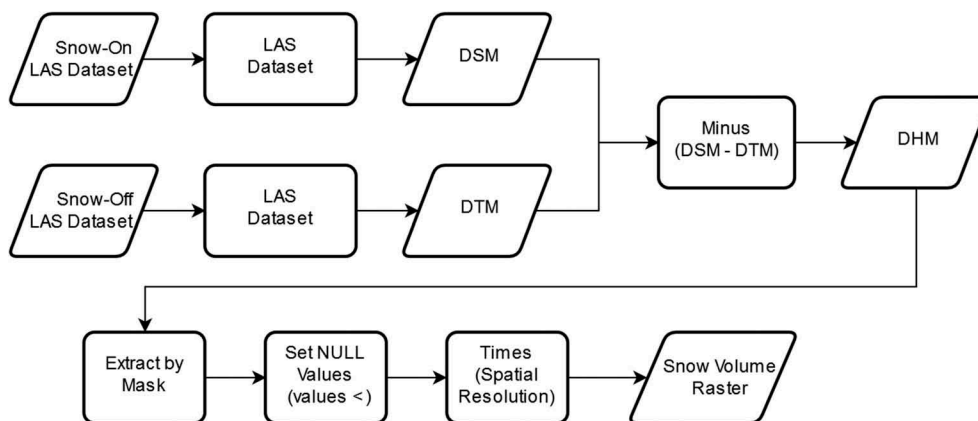 Snow-On
LAS Dataset
LAS
Dataset
DSM
Minus
(DSM - DTM)
DHM
Snow-Off
LAS Dataset
LAS
Dataset
DTM
Extract by
Mask
Set NULL
Values
(values < )
Times
(Spatial
Resolution)
Snow Volume
Raster